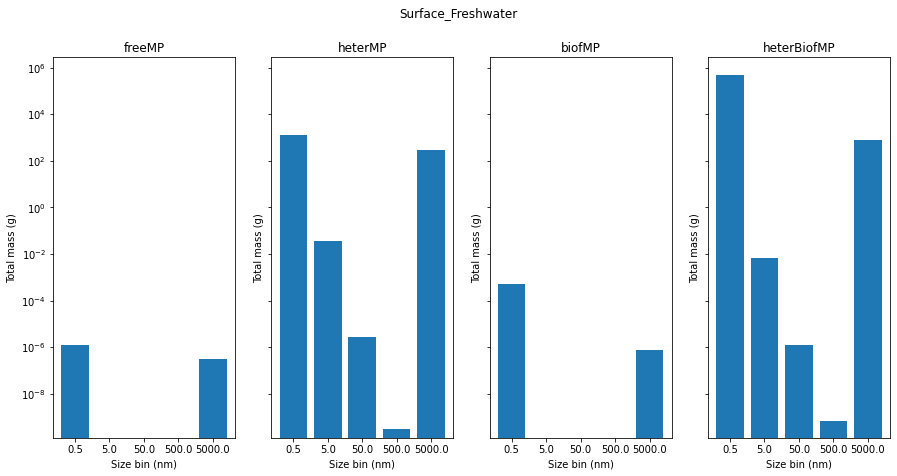 Surface_Freshwater
freeMP
heterMP
biofMP
heterBiofMP
10^6
10^4
10^2
10^0
10^-2
10^-4
10^-6
10^-8
Total mass (g)
Total mass (g)
Total mass (g)
Total mass (g)
0.5 5.0 50.0 500.0 5000.0
0.5 5.0 50.0 500.0 5000.0
0.5 5.0 50.0 500.0 5000.0
0.5 5.0 50.0 500.0 5000.0
Size bin (nm)
Size bin (nm)
Size bin (nm)
Size bin (nm)